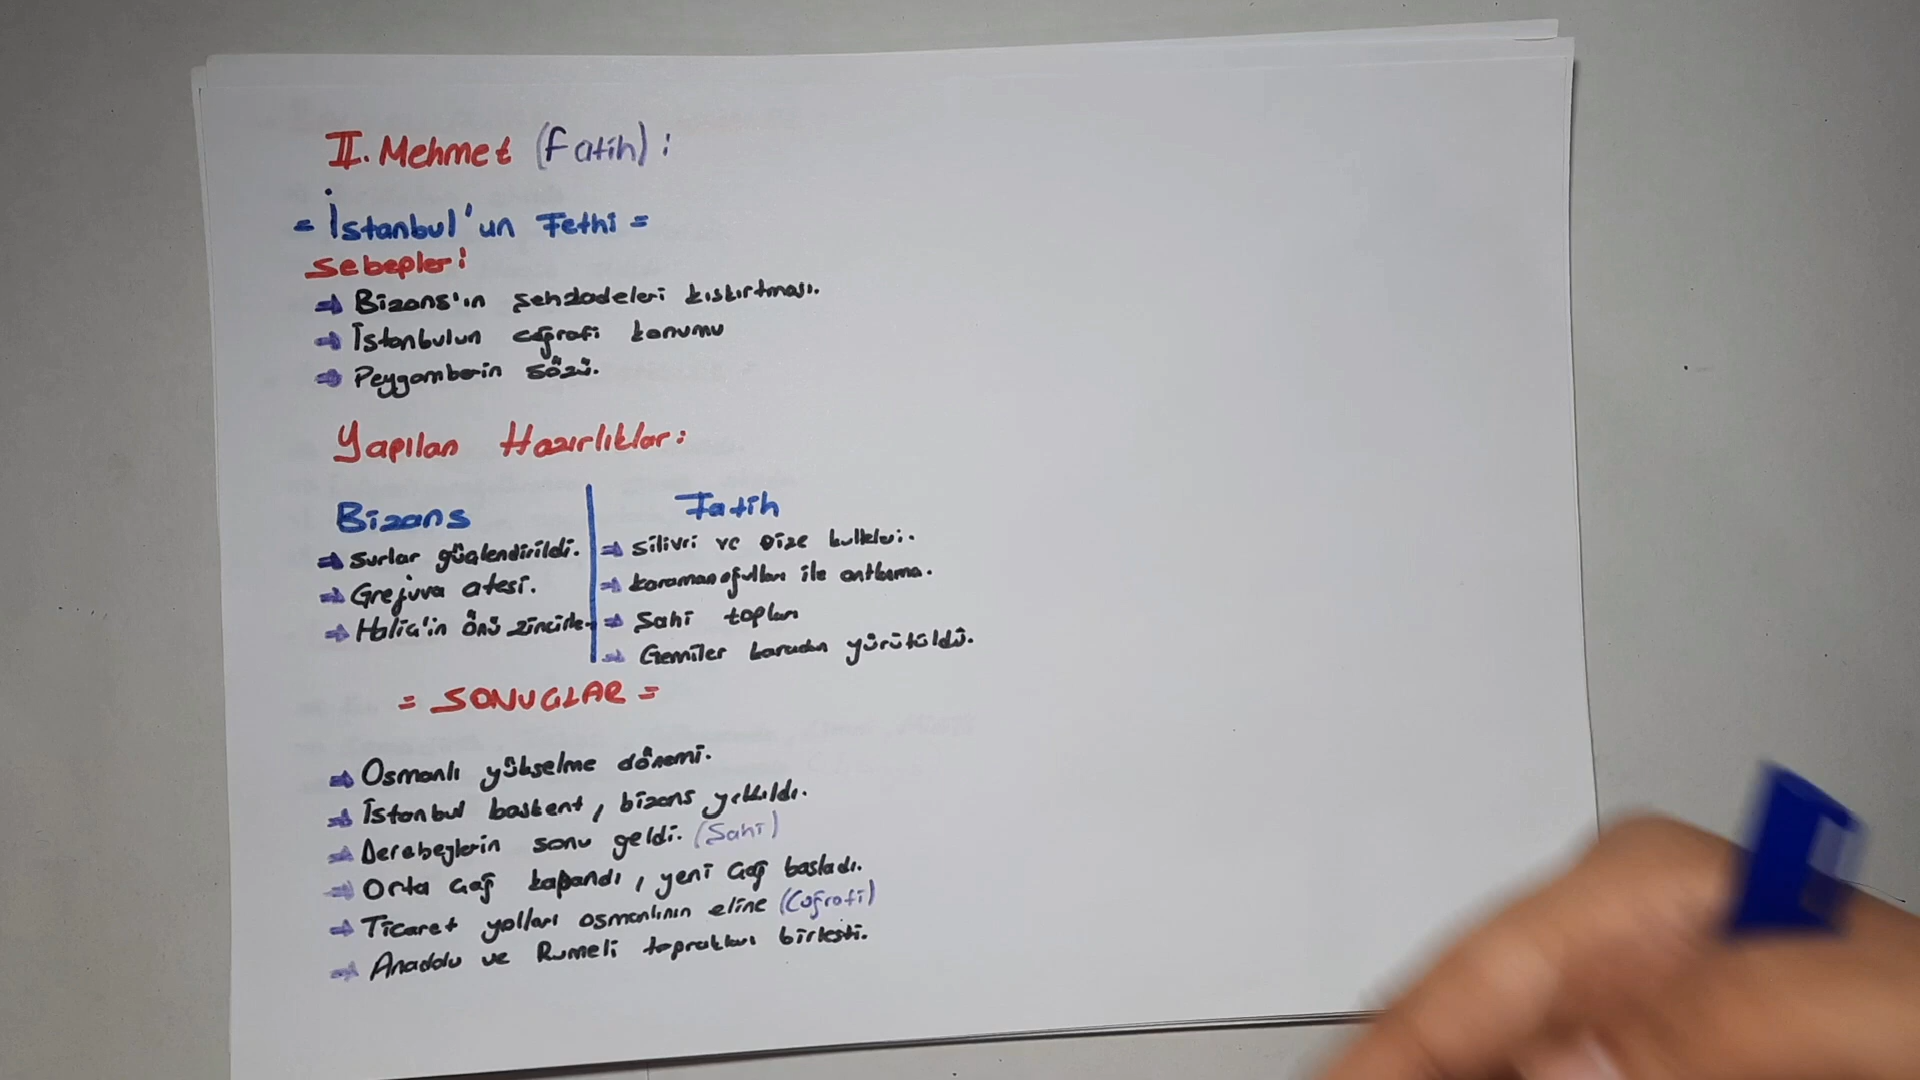 II. Mehmet (Fatih) :
= İstanbul'un Fethi =
Sebepler:
⇒ Bizans'ın şehzadeleri kışkırtması.
⇒ İstanbulun coğrafi konumu
⇒ Peygamberin sözü.
Yapılan Hazırlıklar:
Bizans
⇒ Surlar güçlendirildi.
⇒ Grejuva ateşi.
⇒ Haliç'in önü zincirle
Fatih
⇒ Silivri ve Vize kuleleri.
⇒ Karamanoğulları ile antlaşma.
⇒ Şahi topları
⇒ Gemiler karadan yürütüldü.
= SONUÇLAR =
⇒ Osmanlı yükselme dönemi.
⇒ İstanbul başkent, bizans yıkıldı.
⇒ Derebeylerin sonu geldi. (Şahi)
⇒ Orta Çağ kapandı, yeni Çağ başladı.
⇒ Ticaret yolları osmanlının eline (Coğrafi)
⇒ Anadolu ve Rumeli toprakları birleşti.